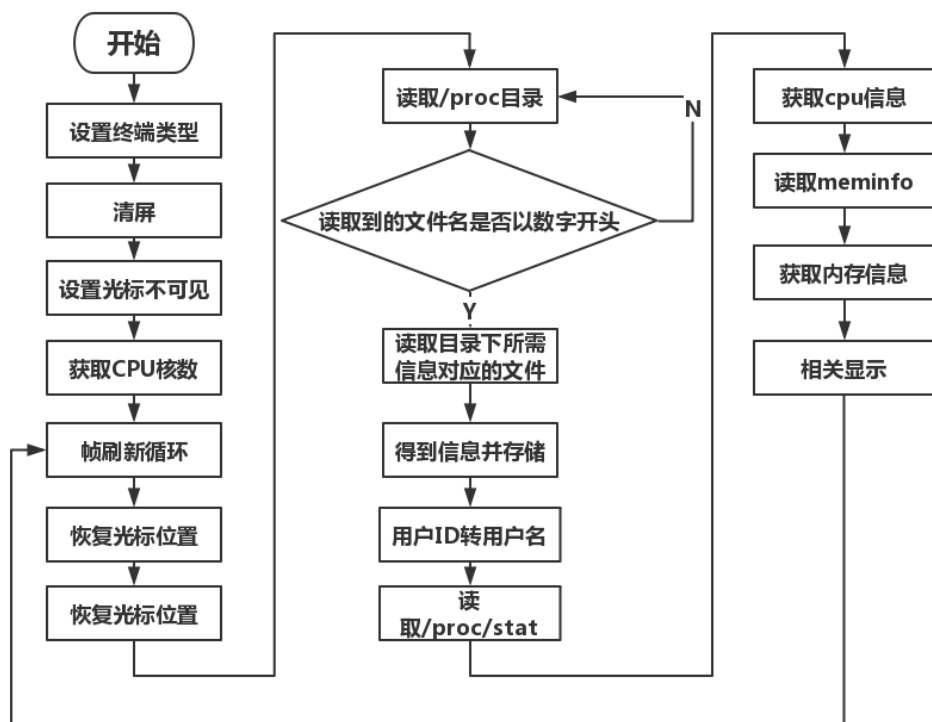 开始
设置终端类型
清屏
设置光标不可见
获取CPU核数
帧刷新循环
恢复光标位置
恢复光标位置
读取/proc目录
N
读取到的文件名是否以数字开头
Y
读取目录下所需
信息对应的文件
得到信息并存储
用户ID转用户名
读
取/proc/stat
获取cpu信息
读取meminfo
获取内存信息
相关显示